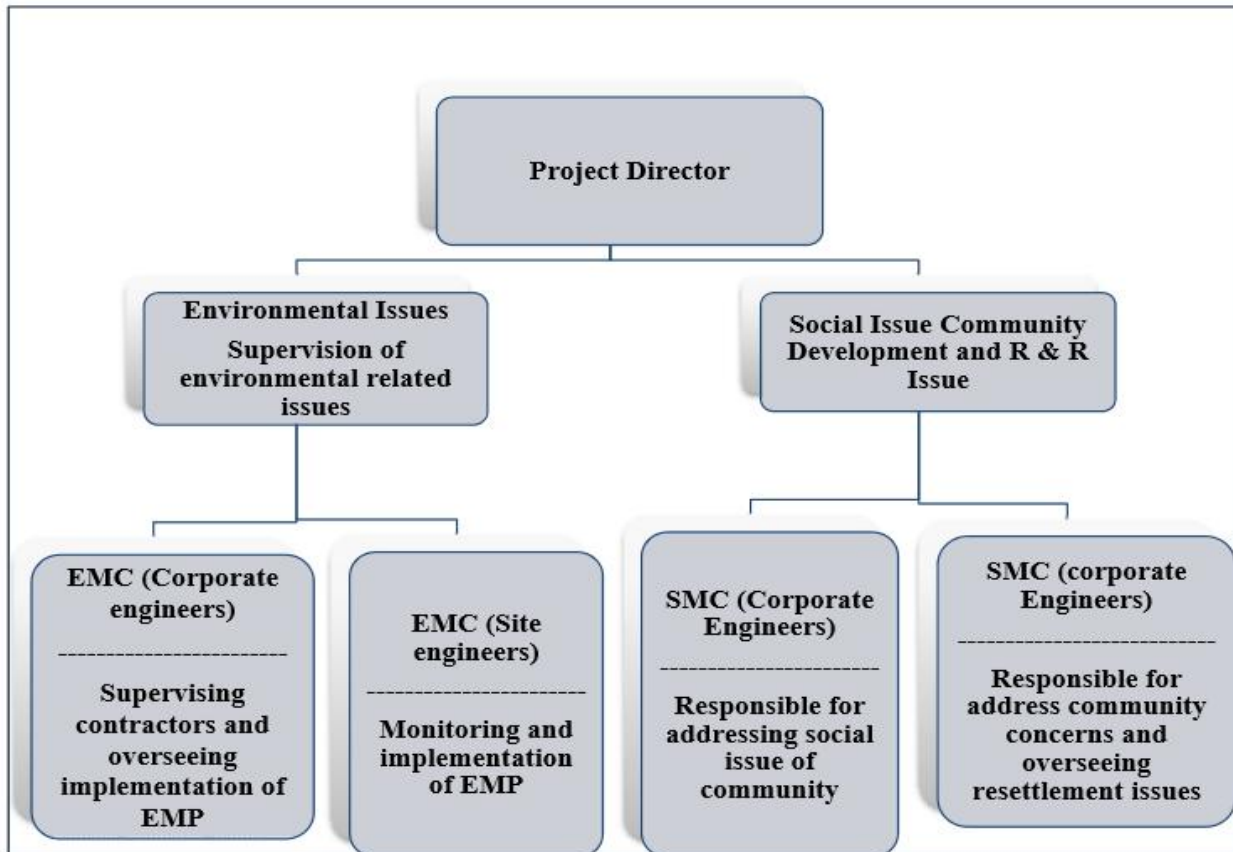 Project Director
Environmental Issues
Supervision of
environmental related
issues
Social Issue Community
Development and R & R
Issue
EMC (Corporate
engineers)
--------------------------
Supervising
contractors and
overseeing
implementation of
EMP
EMC (Site
engineers)
-------------------------
Monitoring and
implementation
of EMP
SMC (Corporate
Engineers)
-------------------------
Responsible for
addressing social
issue of
community
SMC (corporate
Engineers)
-----------------------------
Responsible for
address community
concerns and
overseeing
resettlement issues